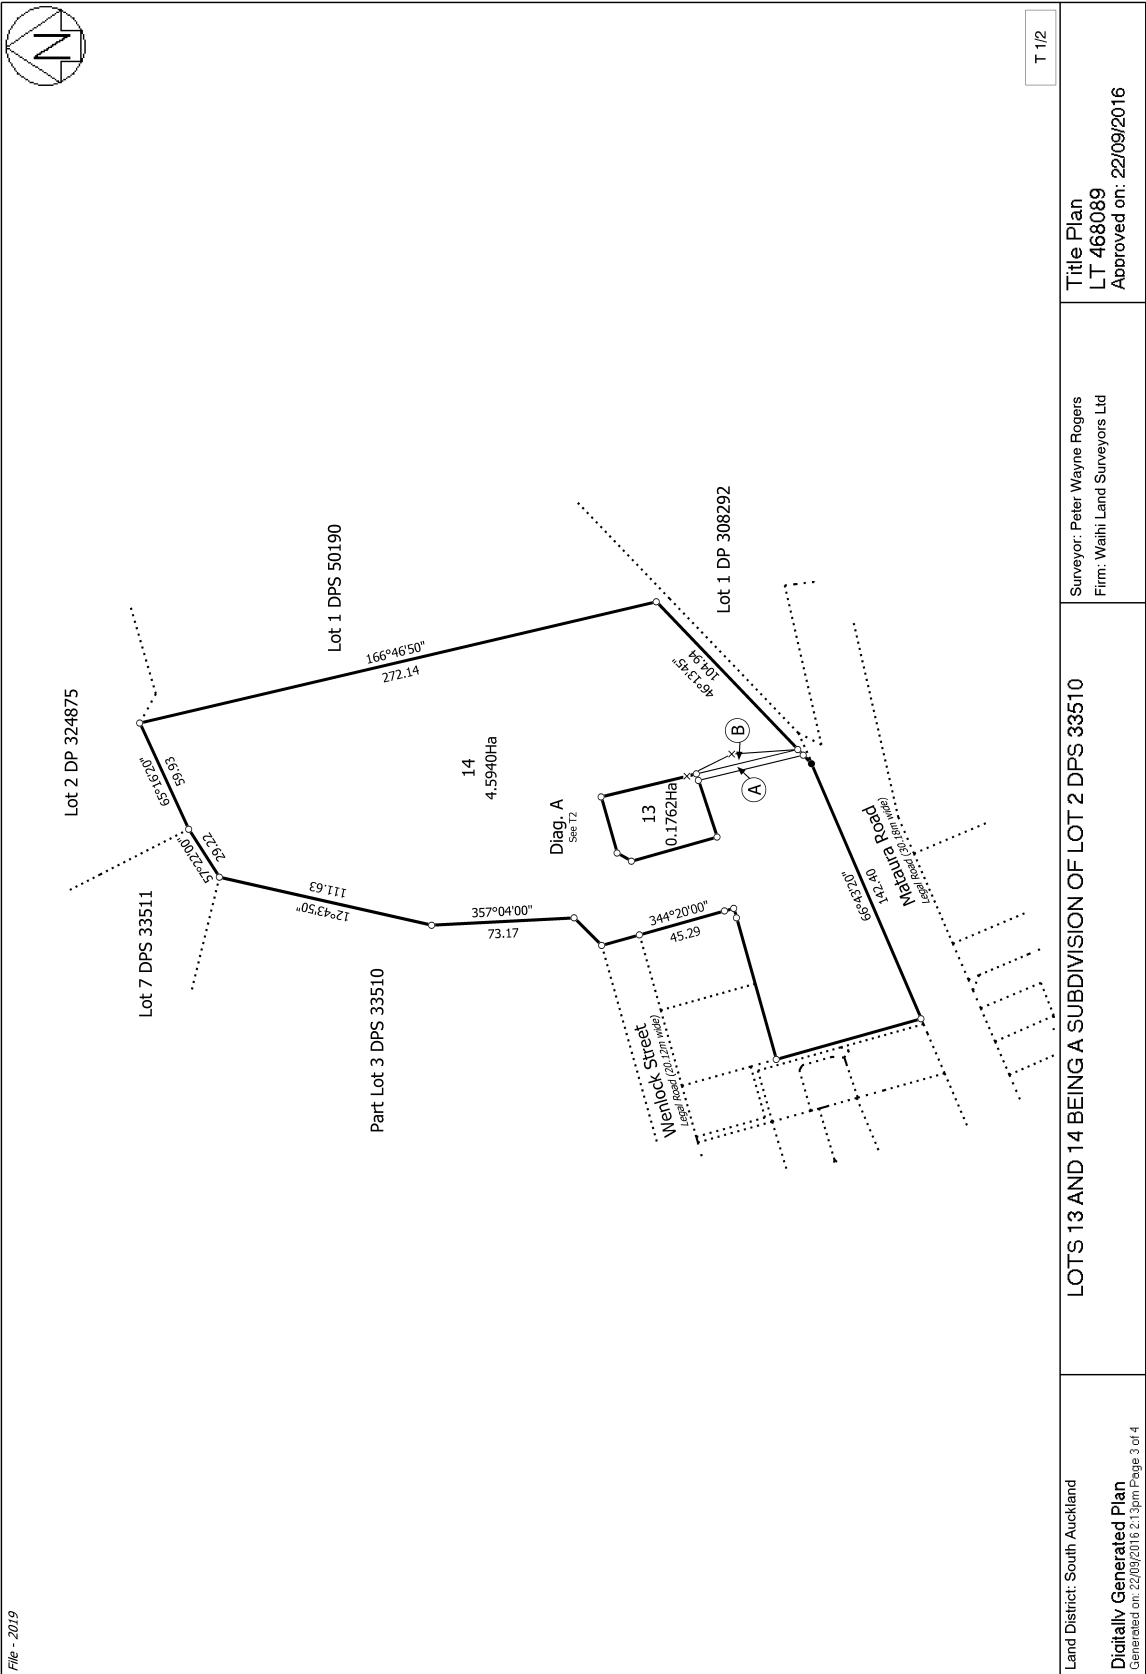 File - 2019
N
T 1/2
Lot 2 DP 324875
Lot 1 DPS 50190
Lot 7 DPS 33511
Part Lot 3 DPS 33510
Lot 1 DP 308292
65°16'20"
59.93
57°22'00"
29.22
166°46'50"
272.14
12°43'50"
111.63
357°04'00"
73.17
14
4.5940Ha
Diag. A
See T2
13
0.1762Ha
46°13'45"
104.94
B
A
344°20'00"
45.29
Wenlock Street
Legal Road (20.12m wide)
66°43'20"
142.40
Mataura Road
Legal Road (30.18m wide)
Land District: South Auckland
Digitally Generated Plan
Generated on: 22/09/2016 2:13pm Page 3 of 4
LOTS 13 AND 14 BEING A SUBDIVISION OF LOT 2 DPS 33510
Surveyor: Peter Wayne Rogers
Firm: Waihi Land Surveyors Ltd
Title Plan
LT 468089
Approved on: 22/09/2016